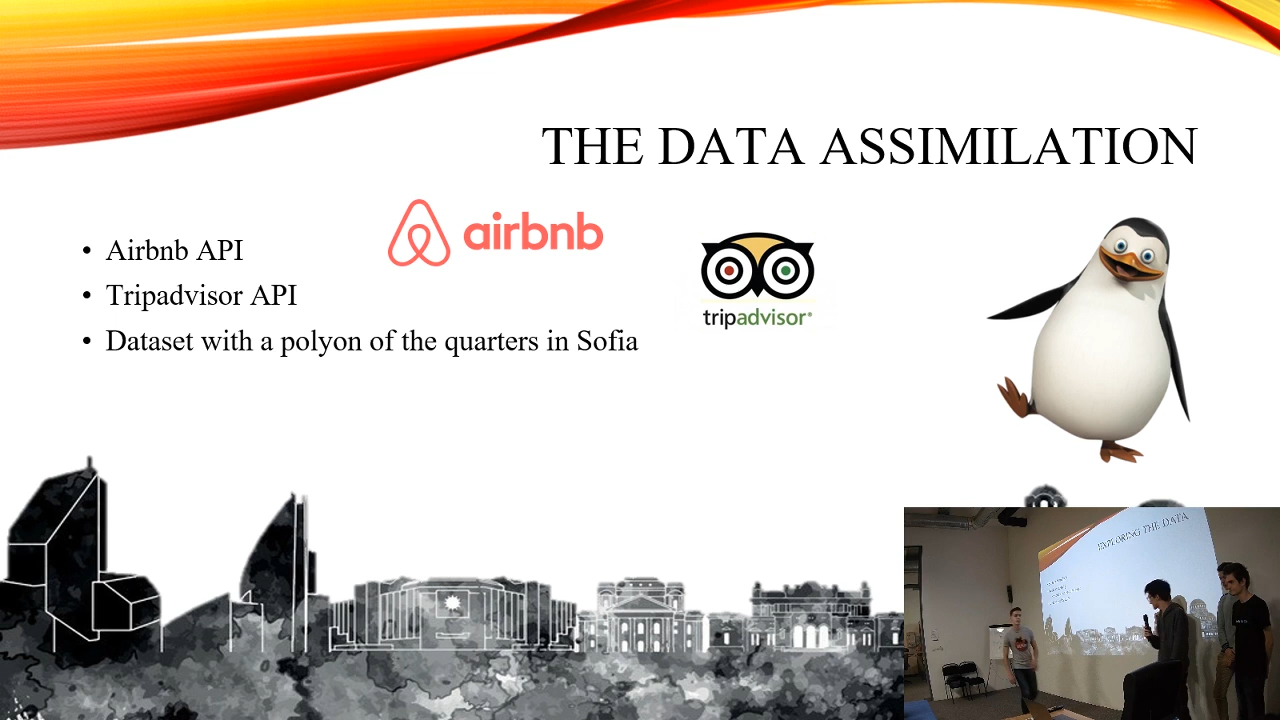 THE DATA ASSIMILATION
airbnb
• Airbnb API
tripadvisor®
• Tripadvisor API
• Dataset with a polyon of the quarters in Sofia
EXPLORING THE DATA